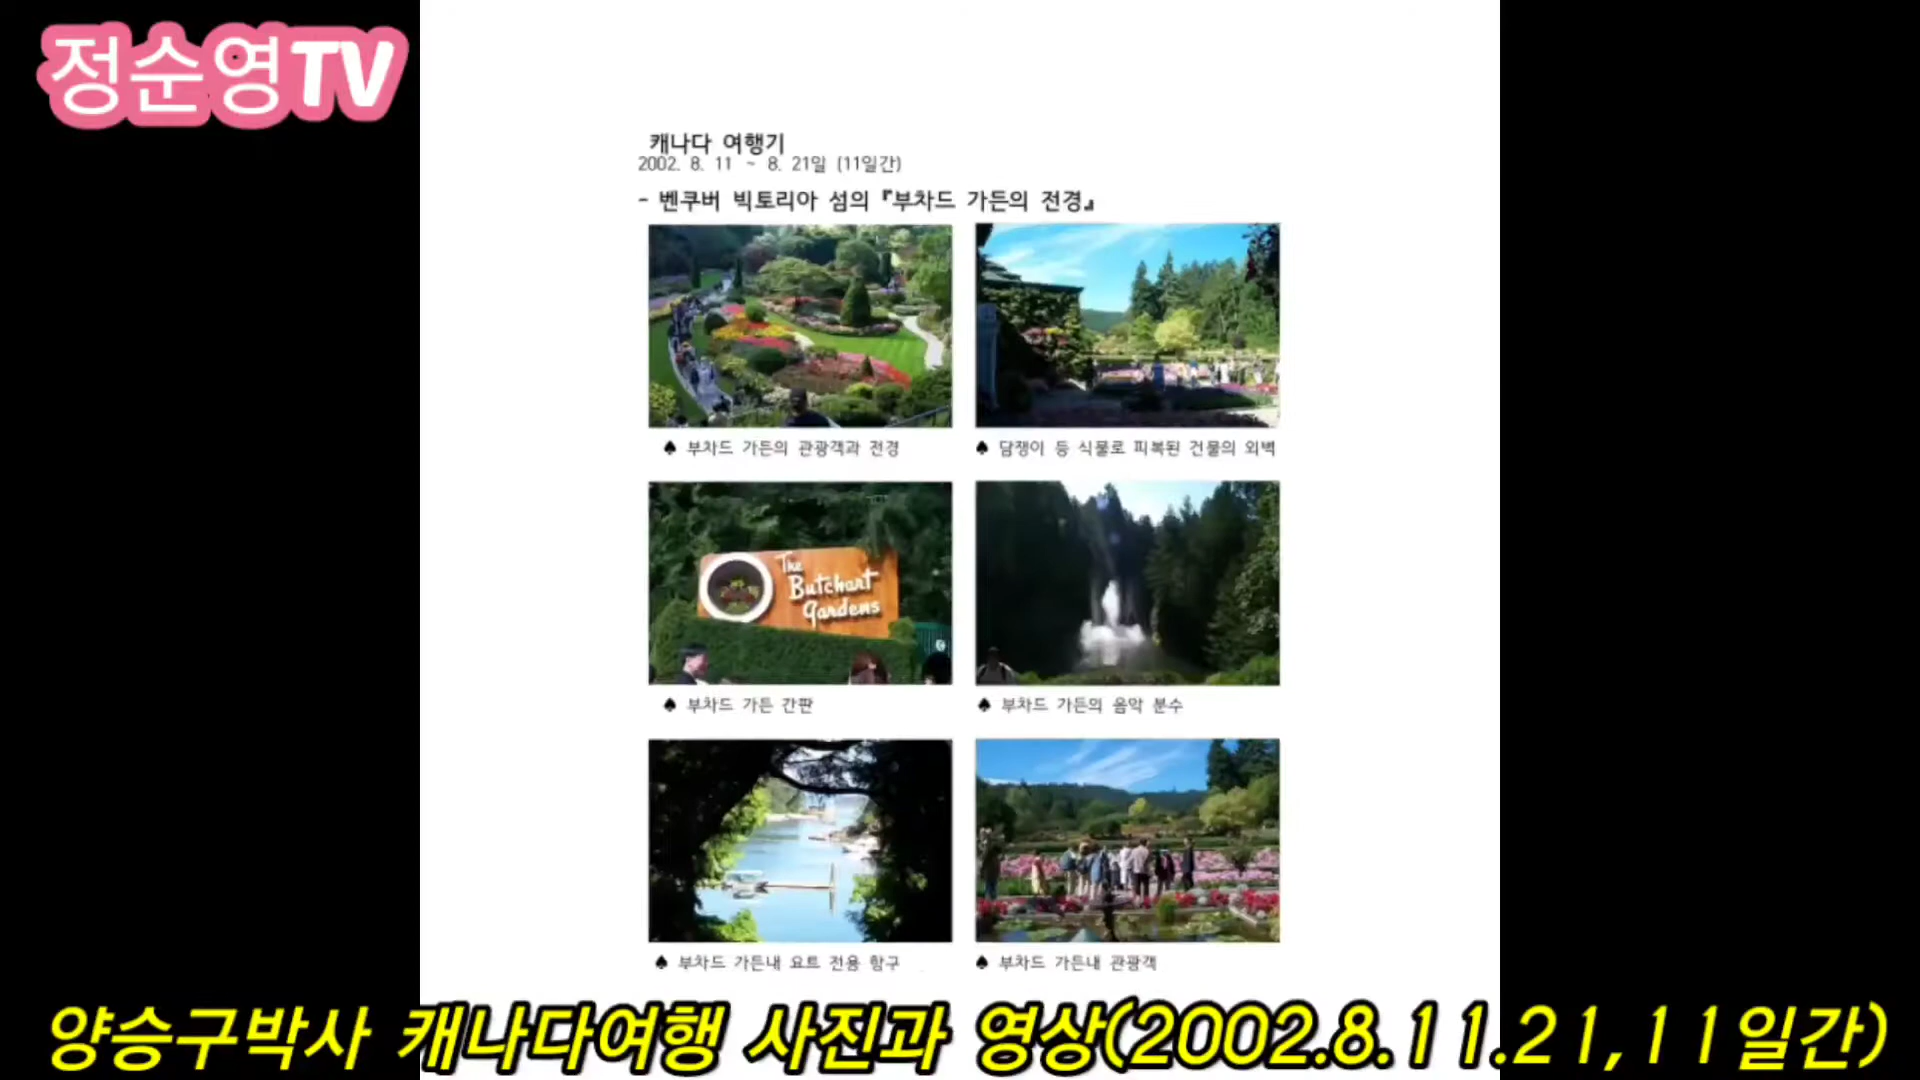 정순영TV
캐나다 여행기
2002. 8. 11 ~ 8. 21일 (11일간)
- 벤쿠버 빅토리아 섬의『부차드 가든의 전경』
♠ 부차드 가든의 관광객과 전경
♠ 담쟁이 등 식물로 피복된 건물의 외벽
The
Butchart
Gardens
♠ 부차드 가든 간판
♠ 부차드 가든의 음악 분수
♠ 부차드 가든내 요트 전용 항구
♠ 부차드 가든내 관광객
양승구박사 캐나다여행 사진과 영상(2002.8.11.21,11일간)